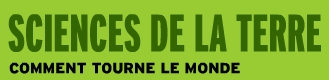 SCIENCES DE LA TERRE
COMMENT TOURNE LE MONDE